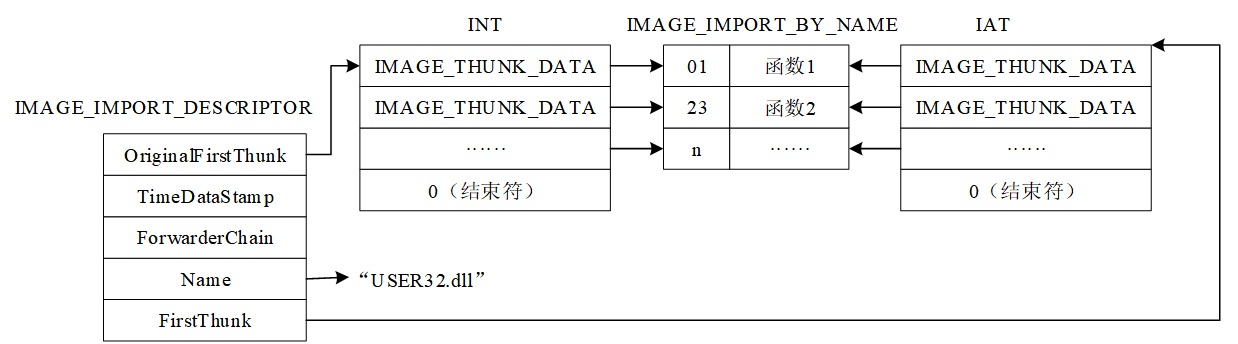 INT IMAGE_IMPORT_BY_NAME IAT
IMAGE_THUNK_DATA 01 函数1 IMAGE_THUNK_DATA
IMAGE_THUNK_DATA 23 函数2 IMAGE_THUNK_DATA
…… n …… ……
0（结束符） 0（结束符）
IMAGE_IMPORT_DESCRIPTOR
OriginalFirstThunk
TimeDataStamp
ForwarderChain
Name “USER32.dll”
FirstThunk